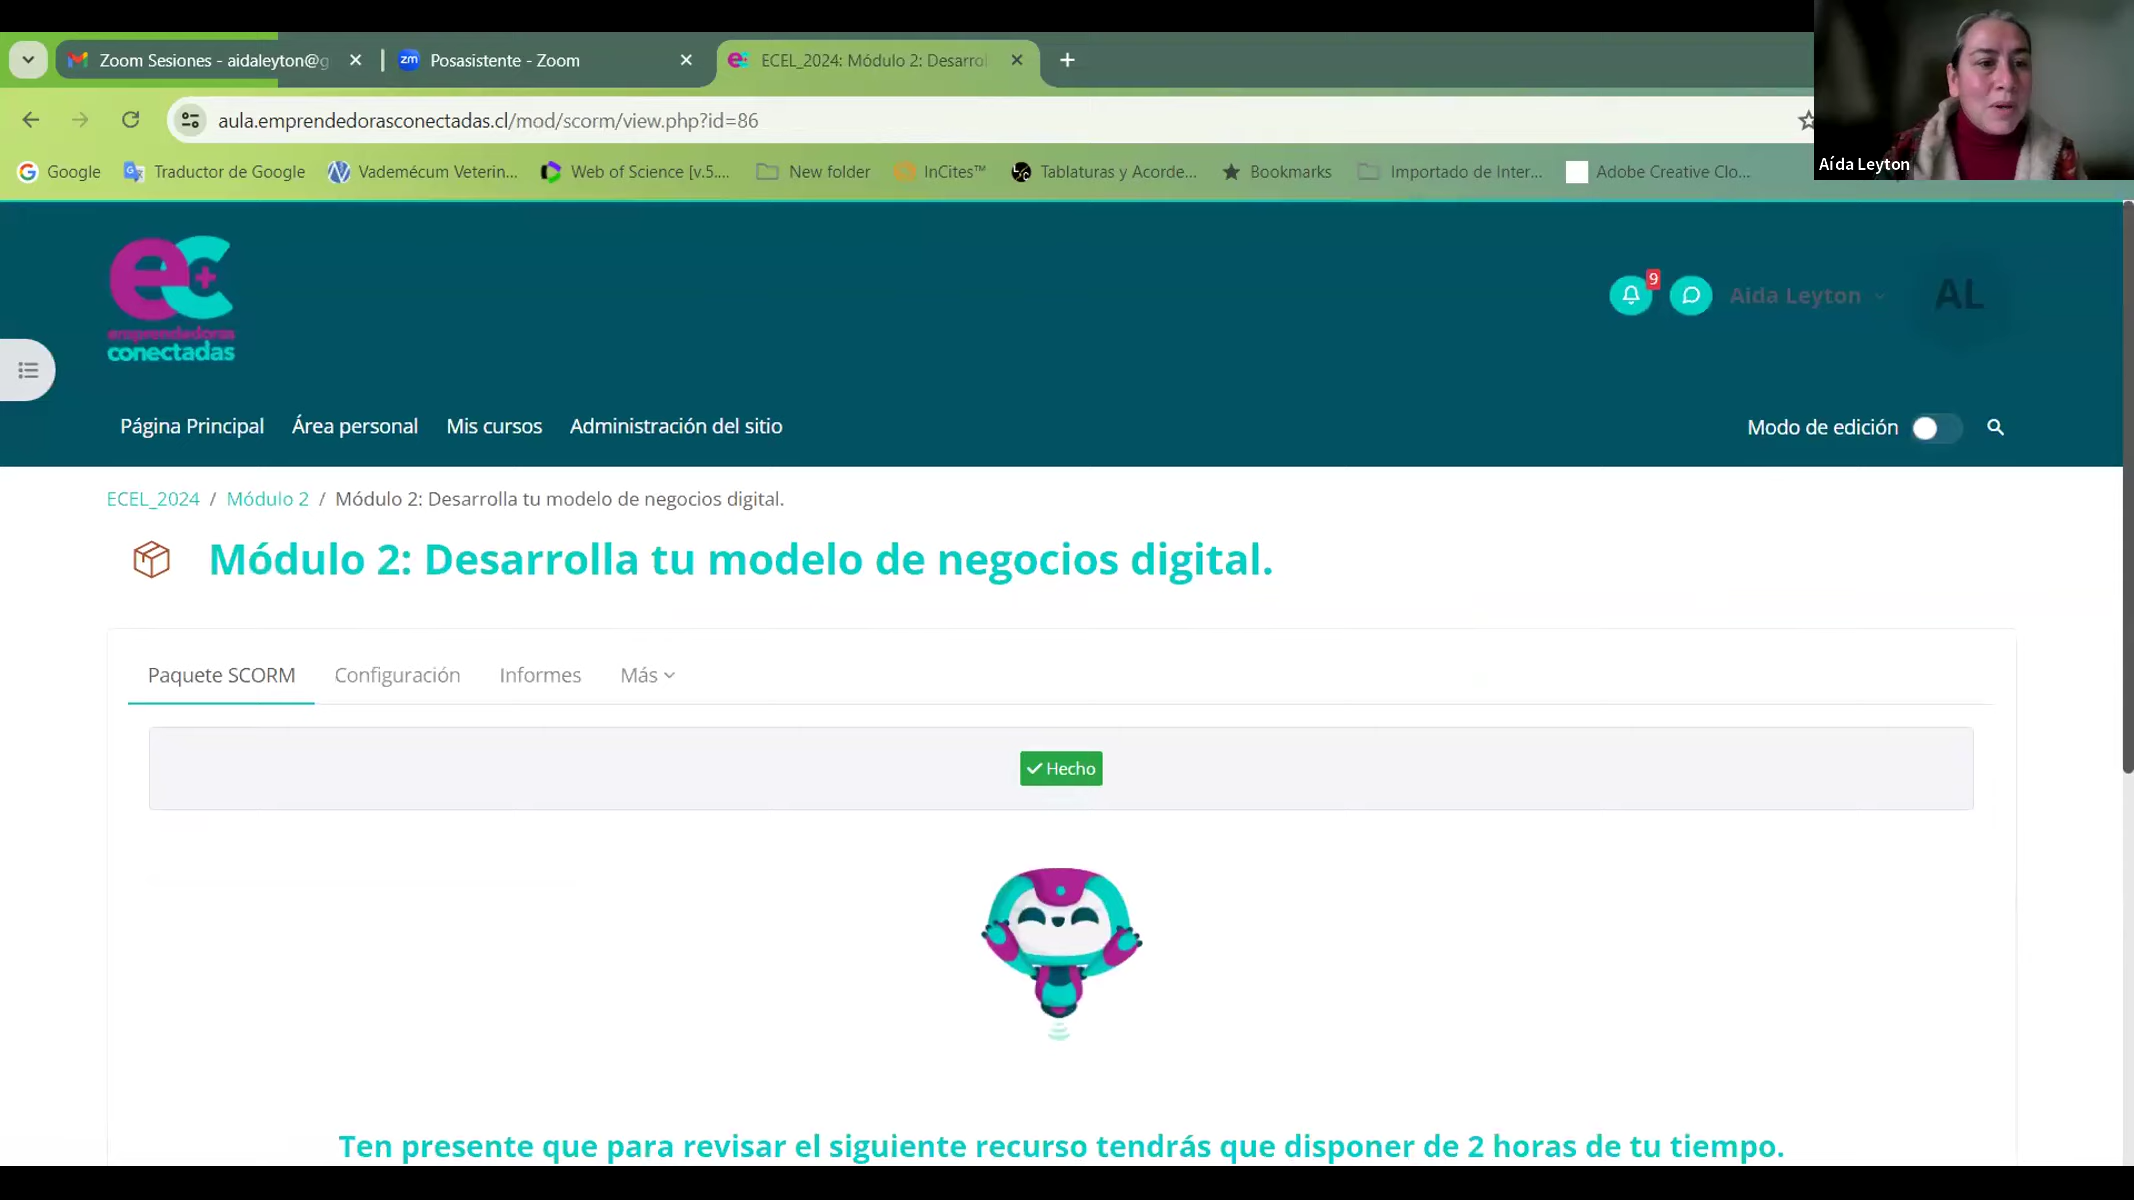 Zoom Sesiones - aidaleyton@g
zm Posasistente - Zoom
ec ECEL_2024: Módulo 2: Desarrol
aula.emprendedorasconectadas.cl/mod/scorm/view.php?id=86
Google
Traductor de Google
Vademécum Veterin...
Web of Science [v.5....
New folder
InCites™
Tablaturas y Acorde...
Bookmarks
Importado de Inter...
Adobe Creative Clo...
Aída Leyton
ec+
emprendedoras
conectadas
9
Aida Leyton
AL
Página Principal
Área personal
Mis cursos
Administración del sitio
Modo de edición
ECEL_2024 / Módulo 2 / Módulo 2: Desarrolla tu modelo de negocios digital.
Módulo 2: Desarrolla tu modelo de negocios digital.
Paquete SCORM
Configuración
Informes
Más
Hecho
Ten presente que para revisar el siguiente recurso tendrás que disponer de 2 horas de tu tiempo.